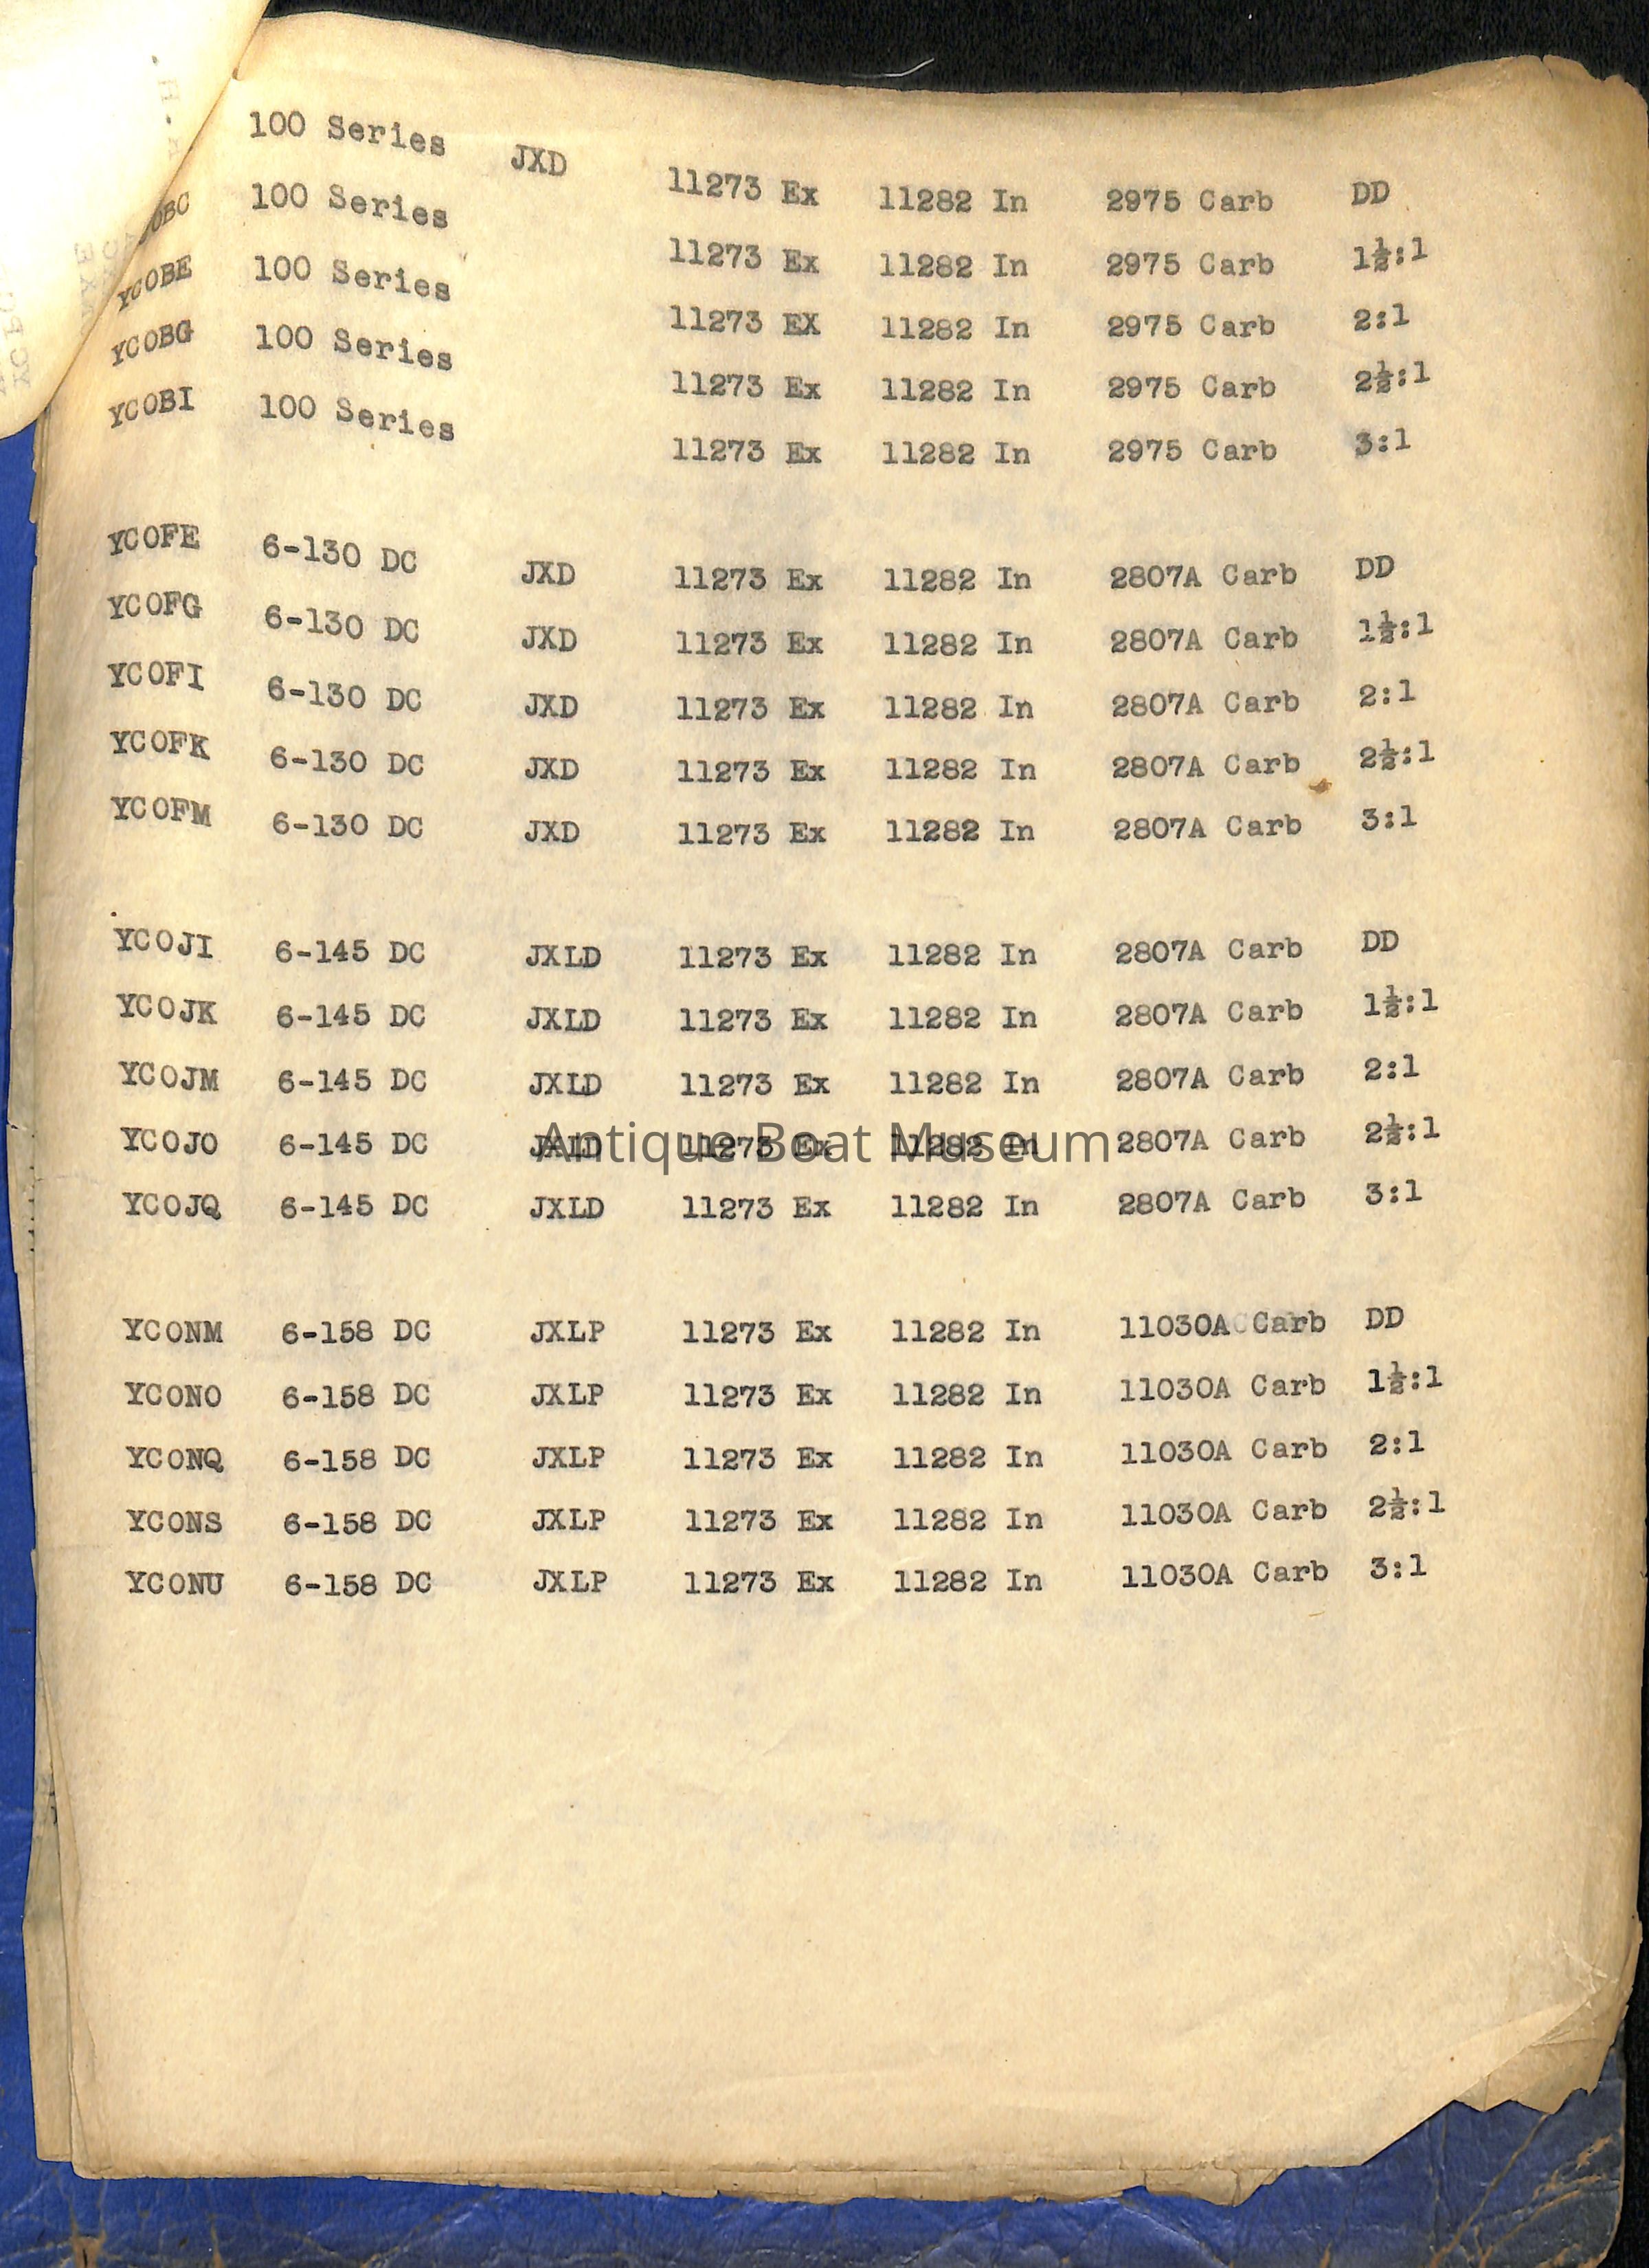 100 Series JXD 11273 Ex 11282 In 2975 Carb DD
OBC 100 Series 11273 Ex 11282 In 2975 Carb 1½:1
YCOBE 100 Series 11273 EX 11282 In 2975 Carb 2:1
YCOBG 100 Series 11273 Ex 11282 In 2975 Carb 2½:1
YCOBI 100 Series 11273 Ex 11282 In 2975 Carb 3:1
YCOFE 6-130 DC JXD 11273 Ex 11282 In 2807A Carb DD
YCOFG 6-130 DC JXD 11273 Ex 11282 In 2807A Carb 1½:1
YCOFI 6-130 DC JXD 11273 Ex 11282 In 2807A Carb 2:1
YCOFK 6-130 DC JXD 11273 Ex 11282 In 2807A Carb 2½:1
YCOFM 6-130 DC JXD 11273 Ex 11282 In 2807A Carb 3:1
YCOJI 6-145 DC JXLD 11273 Ex 11282 In 2807A Carb DD
YCOJK 6-145 DC JXLD 11273 Ex 11282 In 2807A Carb 1½:1
YCOJM 6-145 DC JXLD 11273 Ex 11282 In 2807A Carb 2:1
YCOJO 6-145 DC JXLD 11273 Ex 11282 In 2807A Carb 2½:1
Antique Boat Museum
YCOJQ 6-145 DC JXLD 11273 Ex 11282 In 2807A Carb 3:1
YCONM 6-158 DC JXLP 11273 Ex 11282 In 11030A Carb DD
YCONO 6-158 DC JXLP 11273 Ex 11282 In 11030A Carb 1½:1
YCONQ 6-158 DC JXLP 11273 Ex 11282 In 11030A Carb 2:1
YCONS 6-158 DC JXLP 11273 Ex 11282 In 11030A Carb 2½:1
YCONU 6-158 DC JXLP 11273 Ex 11282 In 11030A Carb 3:1